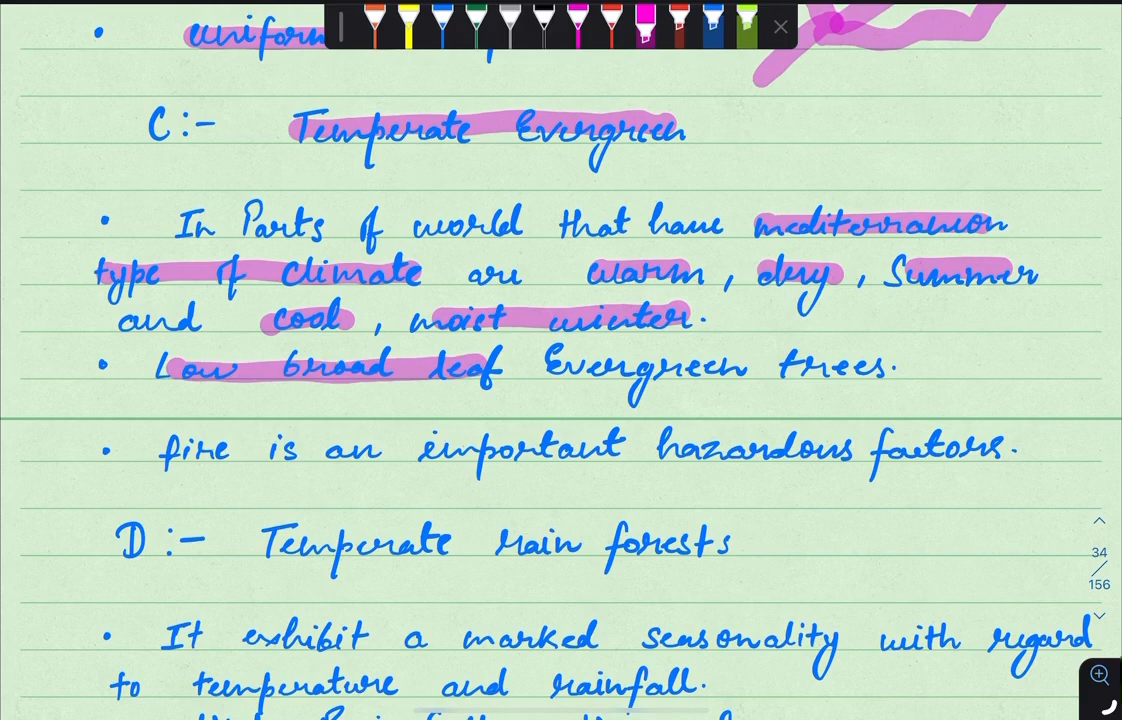 • uniform
C :- Temperate Evergreen
• In Parts of world that have mediterranion
type of climate are warm, dry, Summer
and cool, moist winter.
• Low broad leaf Evergreen trees.
• fire is an important hazardous factors.
D :- Temperate rain forests
• It exhibit a marked seasonality with regard
to temperature and rainfall.
34
156